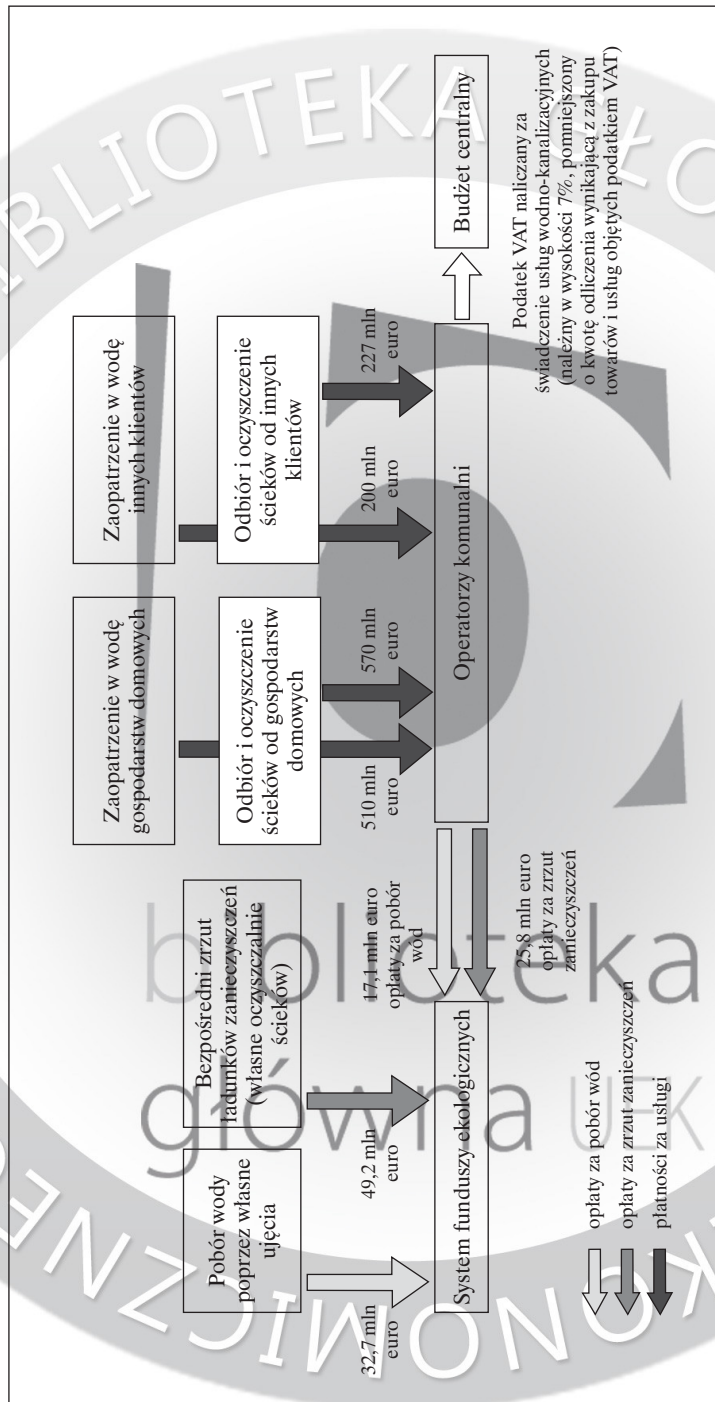 Pobór wody
poprzez własne
ujęcia
Bezpośredni zrzut
ładunków zanieczyszczeń
(własne oczyszczalnie
ścieków)
Zaopatrzenie w wodę
gospodarstw domowych
Zaopatrzenie w wodę
innych klientów
Odbiór i oczyszczenie
ścieków od gospodarstw
domowych
Odbiór i oczyszczenie
ścieków od innych
klientów
32,7 mln
euro
49,2 mln
euro
17,1 mln euro
opłaty za pobór
wód
510 mln
euro
570 mln
euro
200 mln
euro
227 mln
euro
System funduszy ekologicznych
Operatorzy komunalni
Budżet centralny
25,8 mln euro
opłaty za zrzut
zanieczyszczeń
Podatek VAT naliczany za
świadczenie usług wodno-kanalizacyjnych
(należny w wysokości 7%, pomniejszony
o kwotę odliczenia wynikającą z zakupu
towarów i usług objętych podatkiem VAT)
opłaty za pobór wód
opłaty za zrzut zanieczyszczeń
płatności za usługi
biblioteka
główna UEK